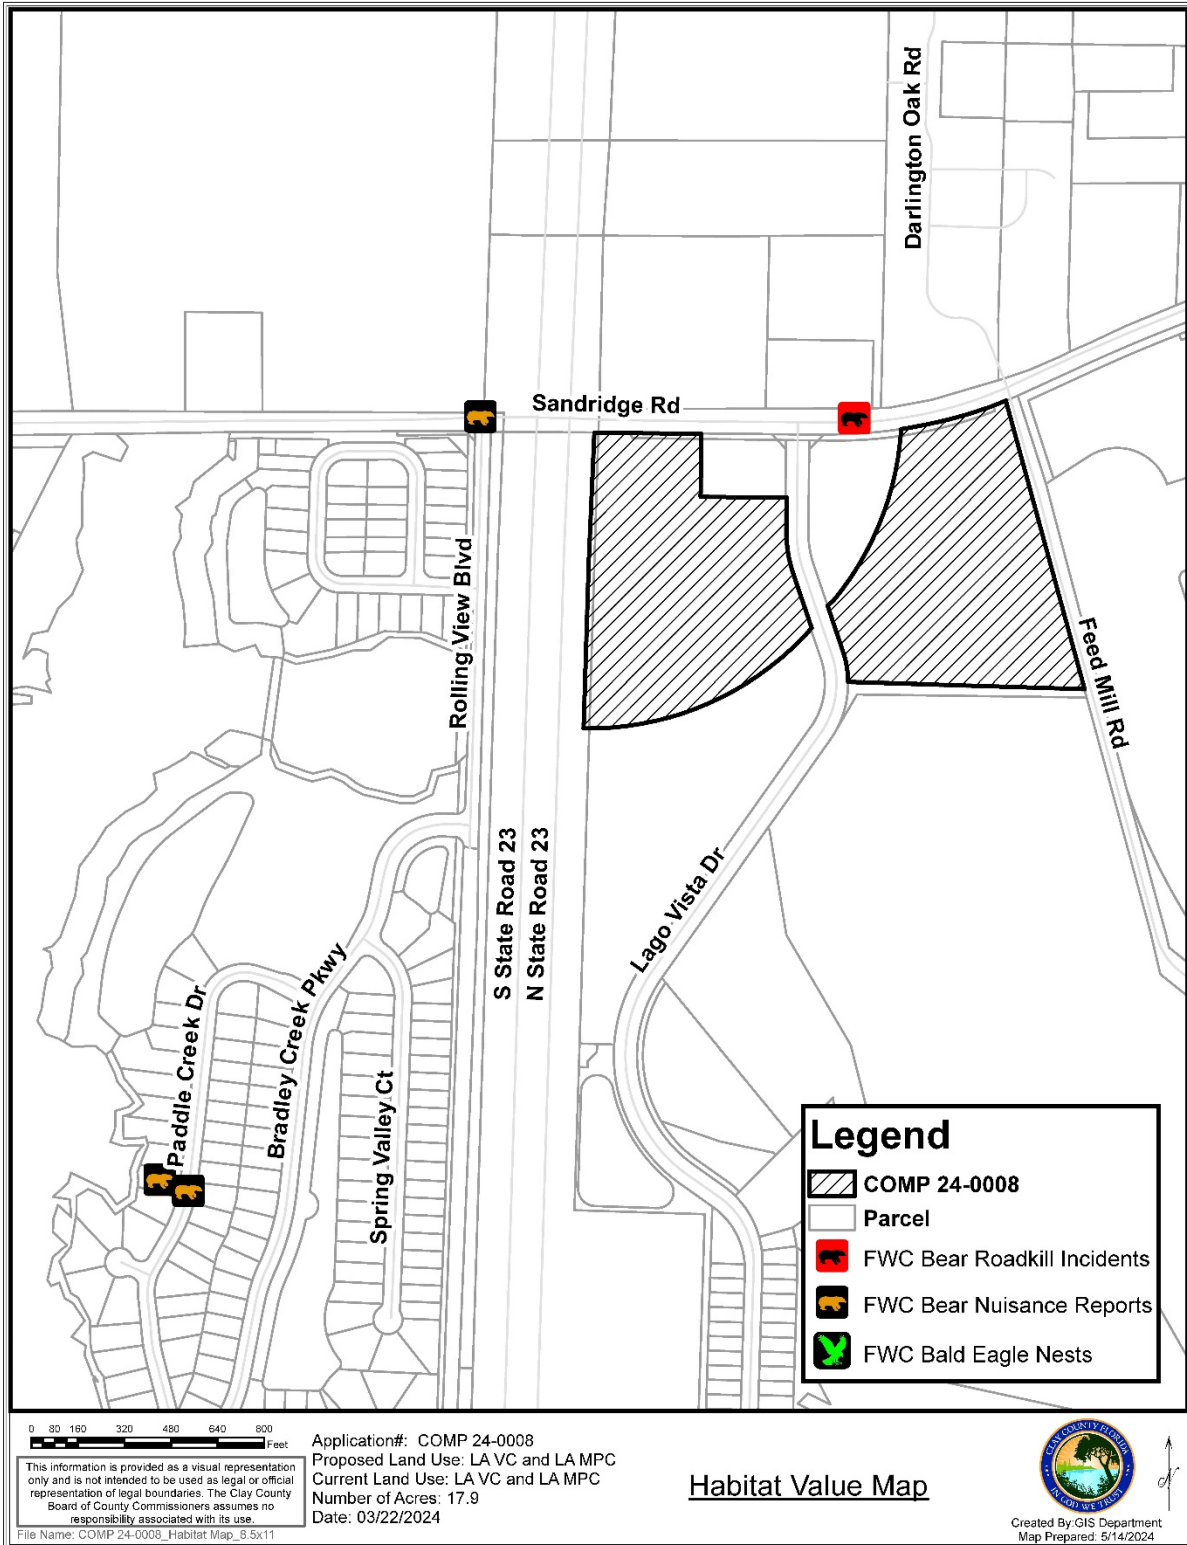 Darlington Oak Rd
Sandridge Rd
Rolling View Blvd
Feed Mill Rd
S State Road 23
N State Road 23
Lago Vista Dr
Paddle Creek Dr
Bradley Creek Pkwy
Spring Valley Ct
Legend
COMP 24-0008
Parcel
FWC Bear Roadkill Incidents
FWC Bear Nuisance Reports
FWC Bald Eagle Nests
0 80 160 320 480 640 800
Feet
This information is provided as a visual representation
only and is not intended to be used as legal or official
representation of legal boundaries. The Clay County
Board of County Commissioners assumes no
responsibility associated with its use.
File Name: COMP 24-0008_Habitat Map_8.5x11
Application#: COMP 24-0008
Proposed Land Use: LA VC and LA MPC
Current Land Use: LA VC and LA MPC
Number of Acres: 17.9
Date: 03/22/2024
Habitat Value Map
CLAY COUNTY FLORIDA
IN GOD WE TRUST
N
Created By:GIS Department
Map Prepared: 5/14/2024